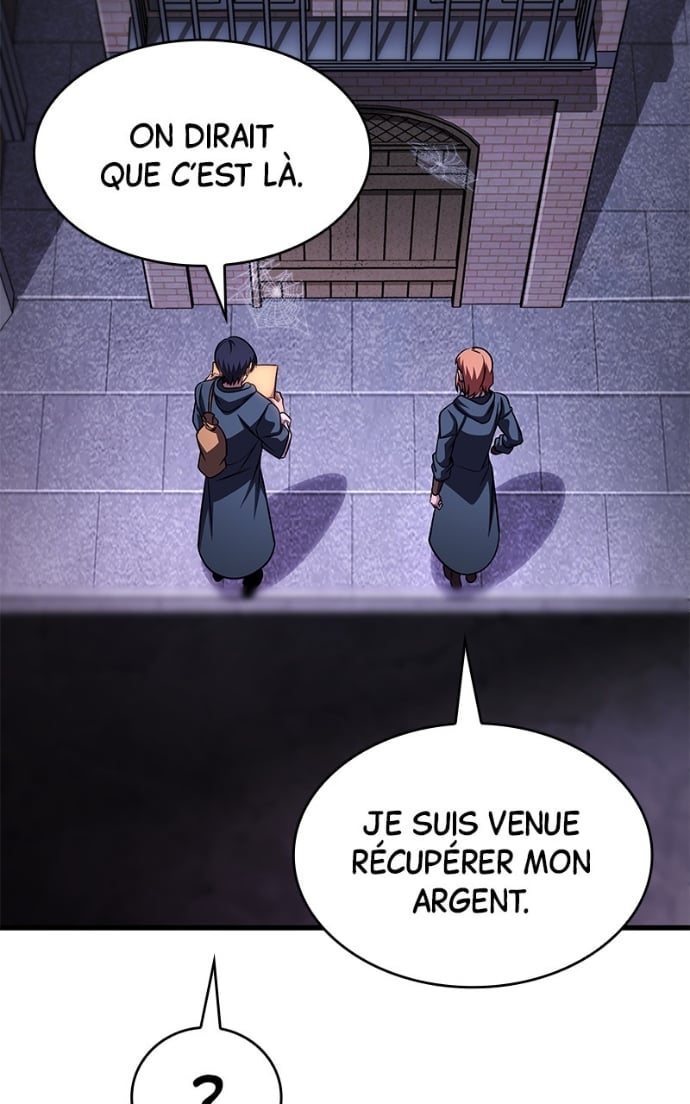 ON DIRAIT
QUE C'EST LÀ.
JE SUIS VENUE
RÉCUPÉRER MON
ARGENT.
?